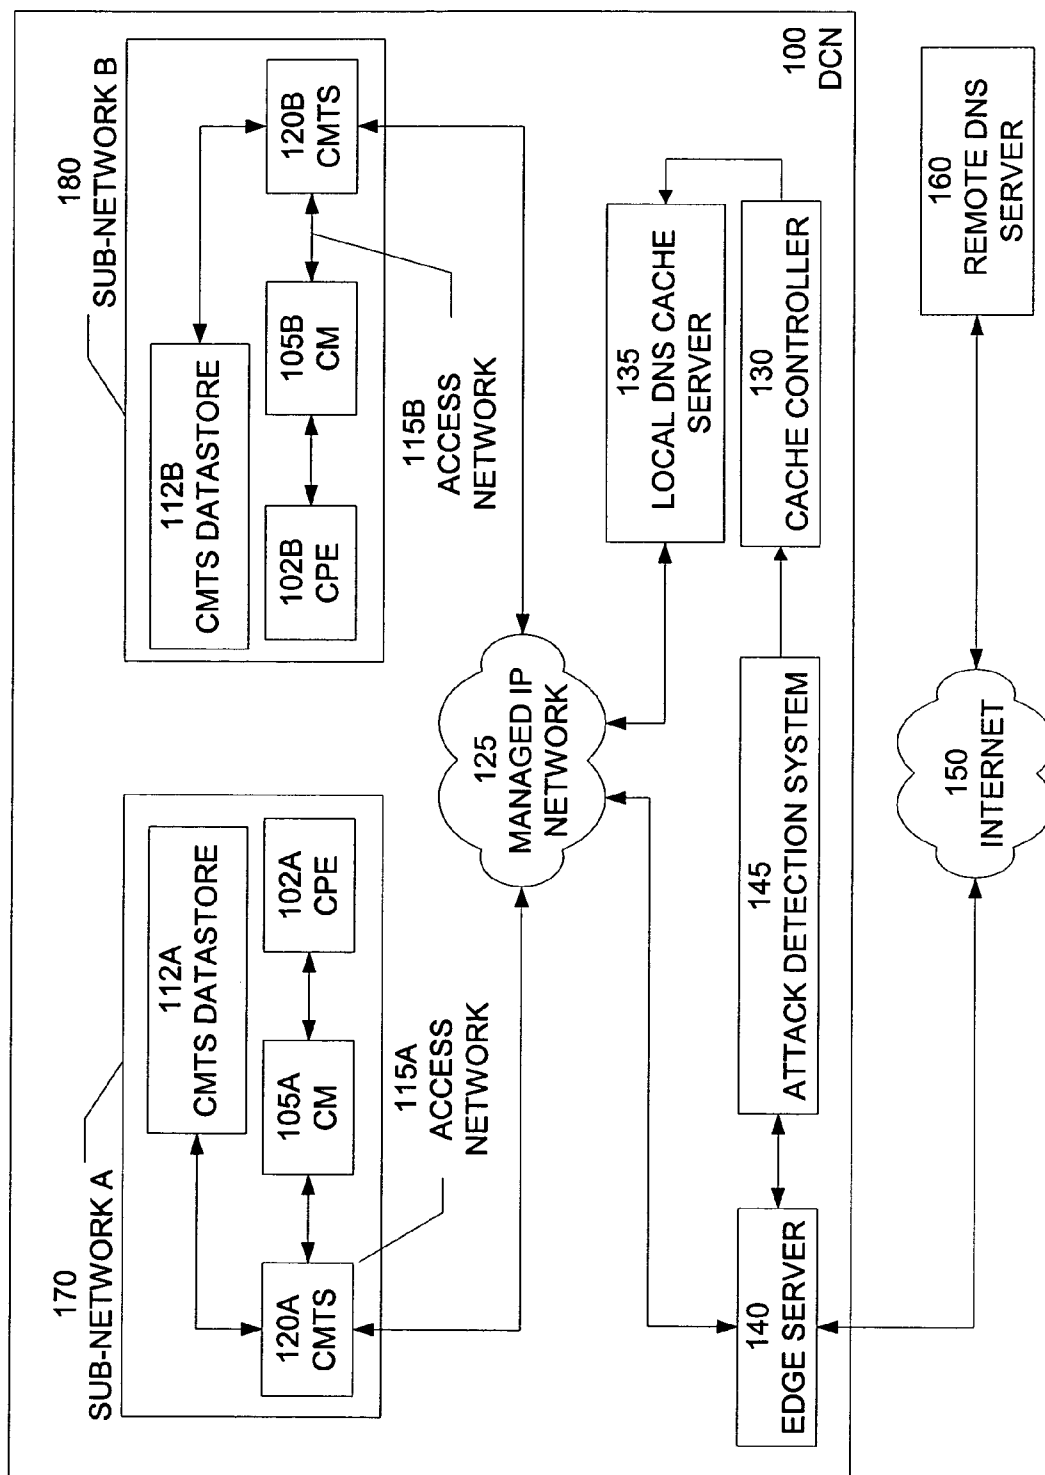 170
SUB-NETWORK A
180
SUB-NETWORK B
112A
CMTS DATASTORE
120A
CMTS
105A
CM
102A
CPE
112B
CMTS DATASTORE
102B
CPE
105B
CM
120B
CMTS
115A
ACCESS
NETWORK
115B
ACCESS
NETWORK
125
MANAGED IP
NETWORK
135
LOCAL DNS CACHE
SERVER
140
EDGE SERVER
145
ATTACK DETECTION SYSTEM
130
CACHE CONTROLLER
100
DCN
150
INTERNET
160
REMOTE DNS
SERVER